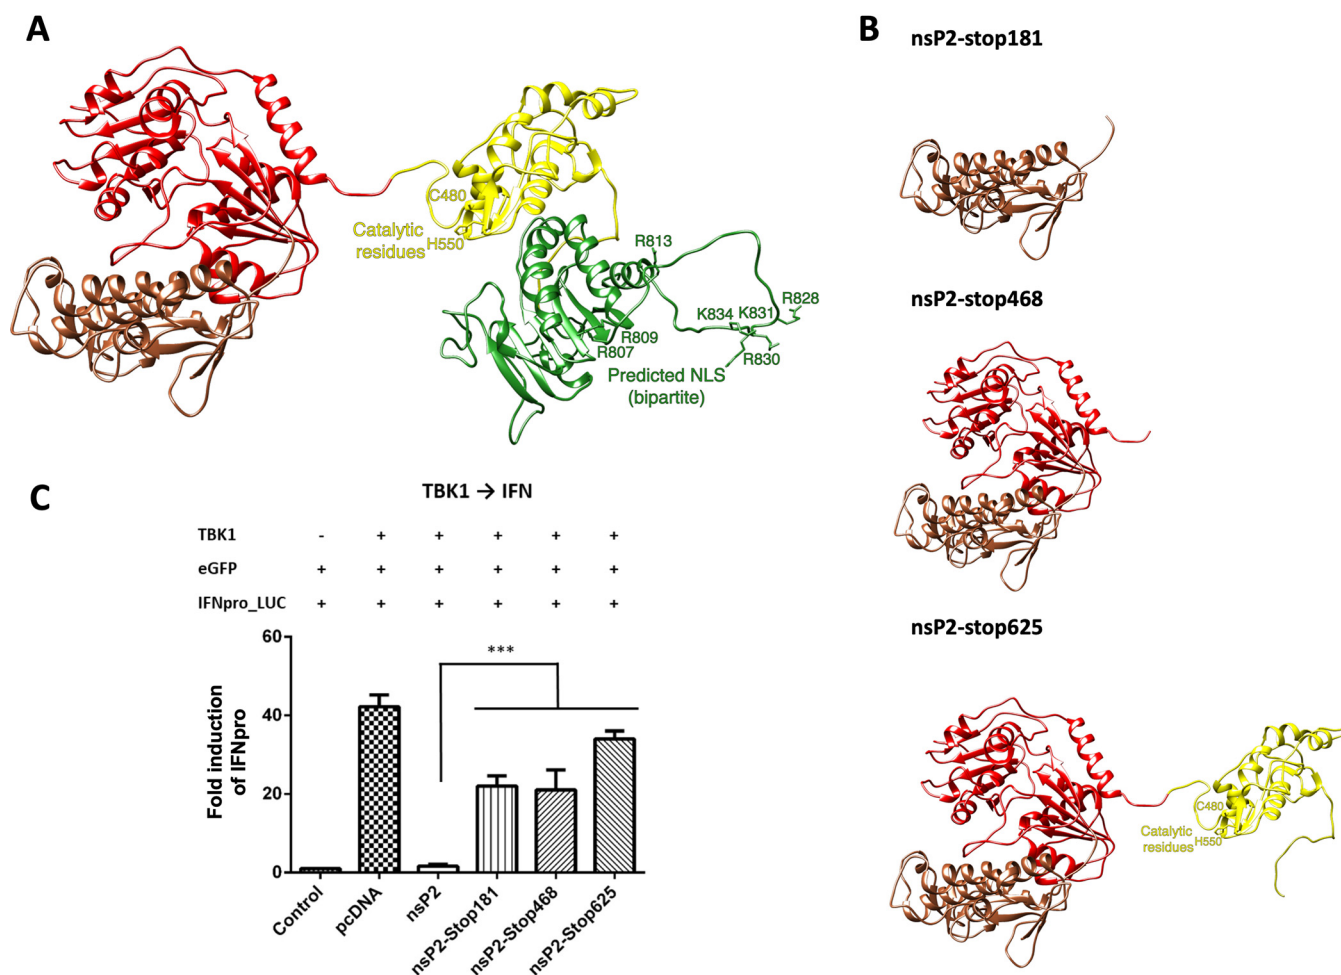 A
C480
Catalytic
residues
H550
R813
R828
K834
K831
R809
R807
R830
Predicted NLS
(bipartite)
B
nsP2-stop181
nsP2-stop468
nsP2-stop625
C480
Catalytic
residues
H550
C
TBK1 → IFN
TBK1 - + + + + +
eGFP + + + + + +
IFNpro_LUC + + + + + +
Fold induction
of IFNpro
60
40
20
0
***
Control
pcDNA
nsP2
nsP2-Stop181
nsP2-Stop468
nsP2-Stop625